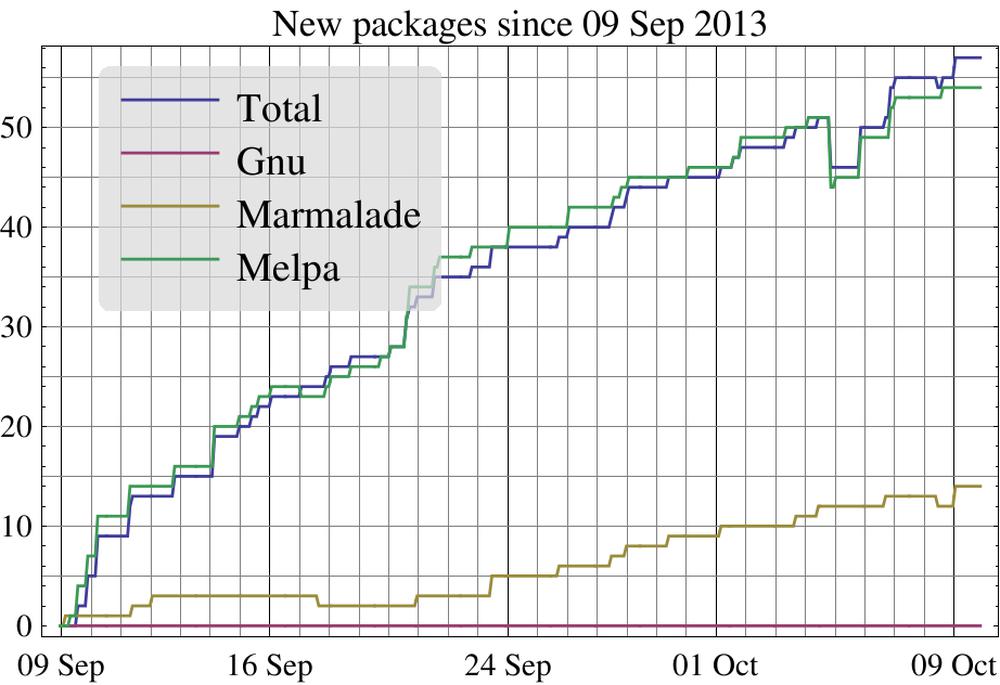 New packages since 09 Sep 2013
Total
Gnu
Marmalade
Melpa
50
40
30
20
10
0
09 Sep 16 Sep 24 Sep 01 Oct 09 Oct